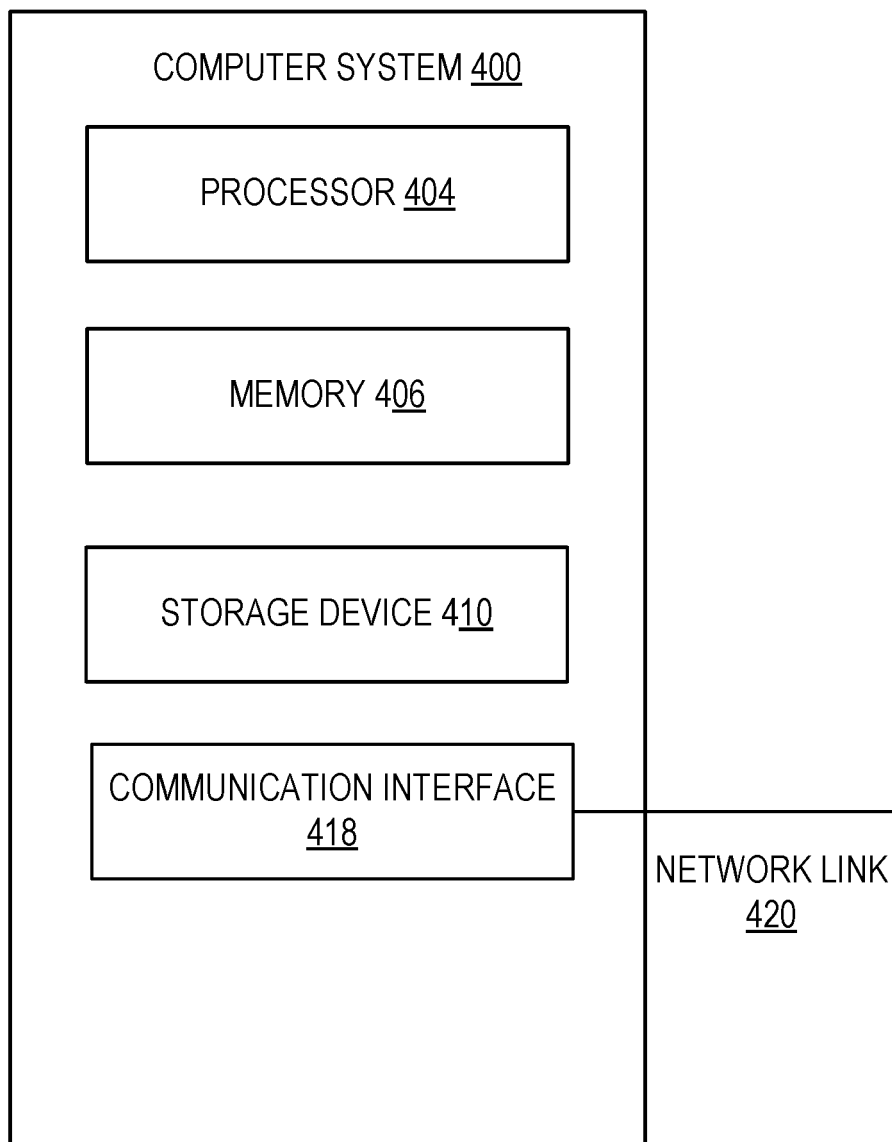 COMPUTER SYSTEM 400
PROCESSOR 404
MEMORY 406
STORAGE DEVICE 410
COMMUNICATION INTERFACE
418
NETWORK LINK
420